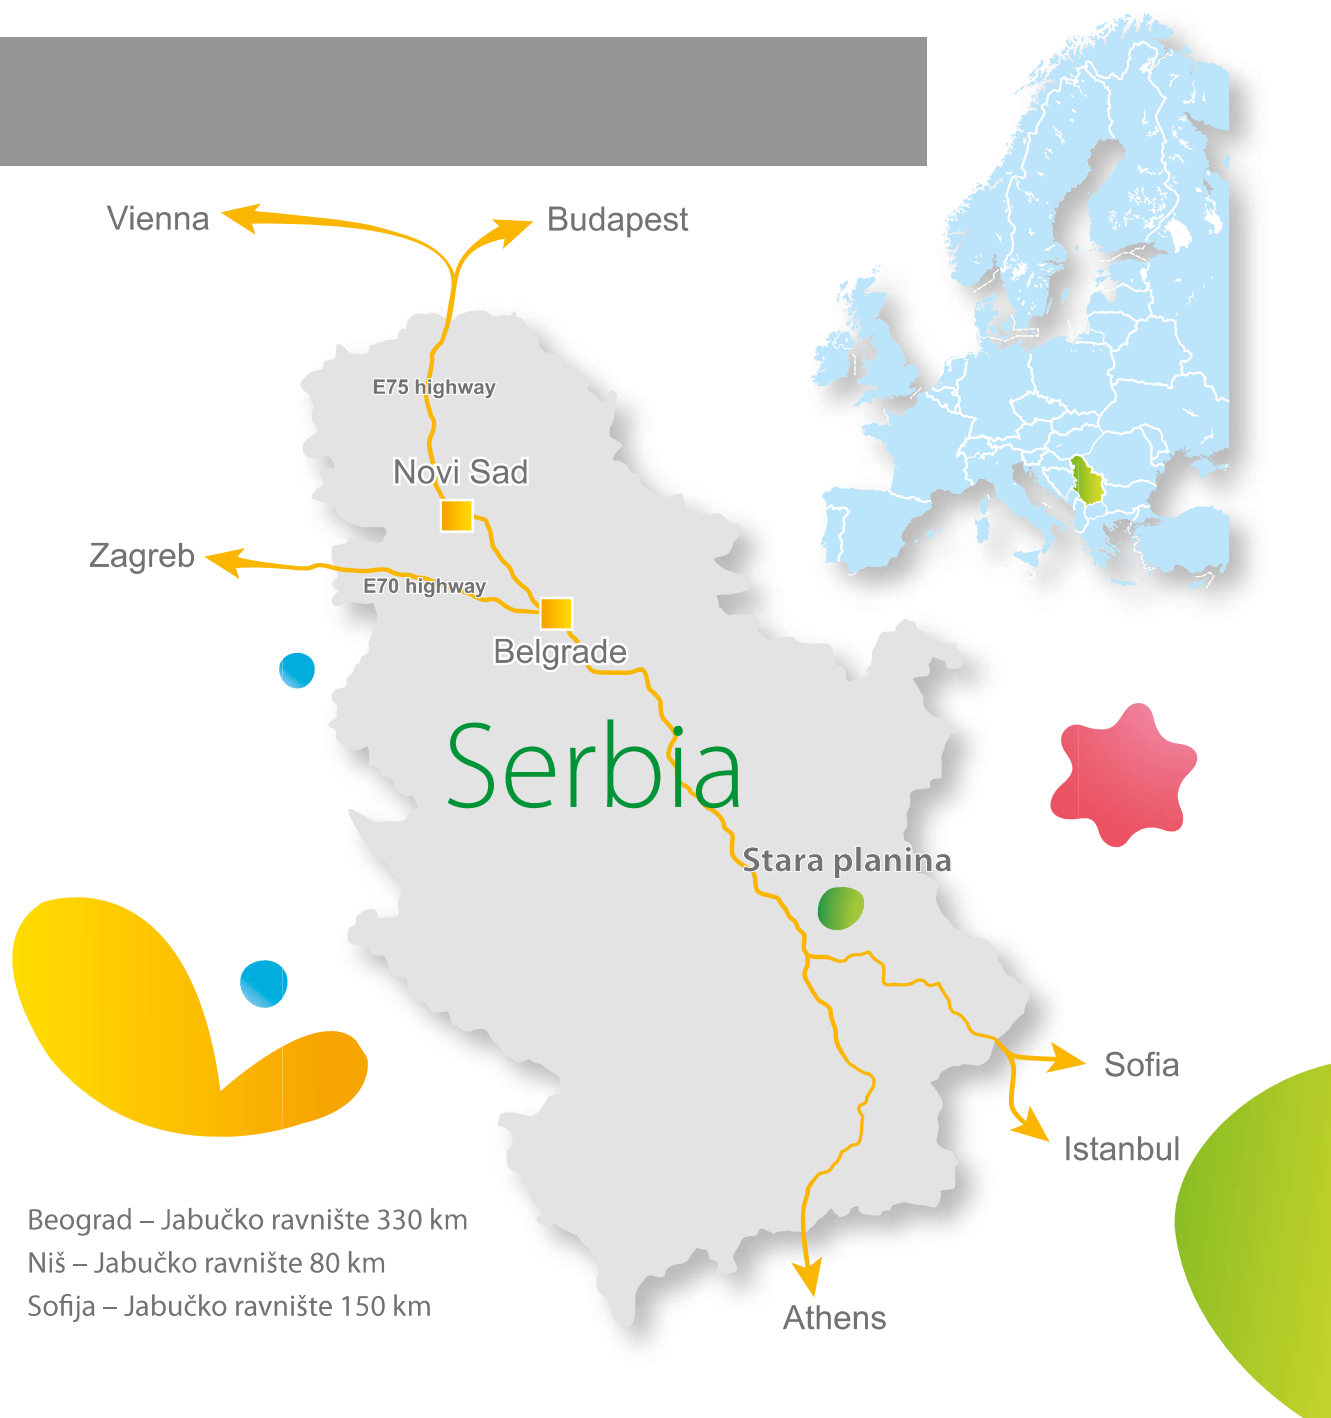 Vienna
Budapest
E75 highway
Novi Sad
Zagreb
E70 highway
Belgrade
Serbia
Stara planina
Sofia
Istanbul
Beograd – Jabučko ravnište 330 km
Niš – Jabučko ravnište 80 km
Sofija – Jabučko ravnište 150 km
Athens